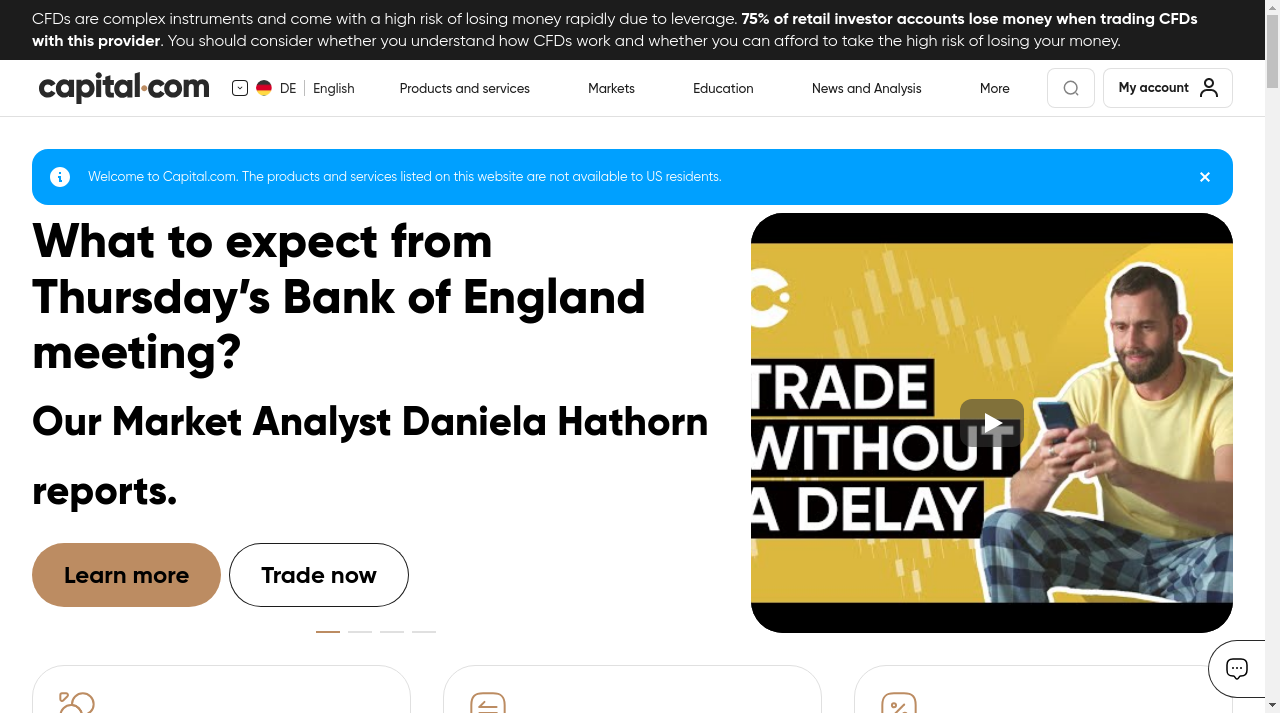 CFDs are complex instruments and come with a high risk of losing money rapidly due to leverage. 75% of retail investor accounts lose money when trading CFDs
with this provider. You should consider whether you understand how CFDs work and whether you can afford to take the high risk of losing your money.
capital.com
DE
English
Products and services
Markets
Education
News and Analysis
More
My account
Welcome to Capital.com. The products and services listed on this website are not available to US residents.
What to expect from
Thursday’s Bank of England
meeting?
Our Market Analyst Daniela Hathorn
reports.
Learn more
Trade now
TRADE
WITHOUT
A DELAY